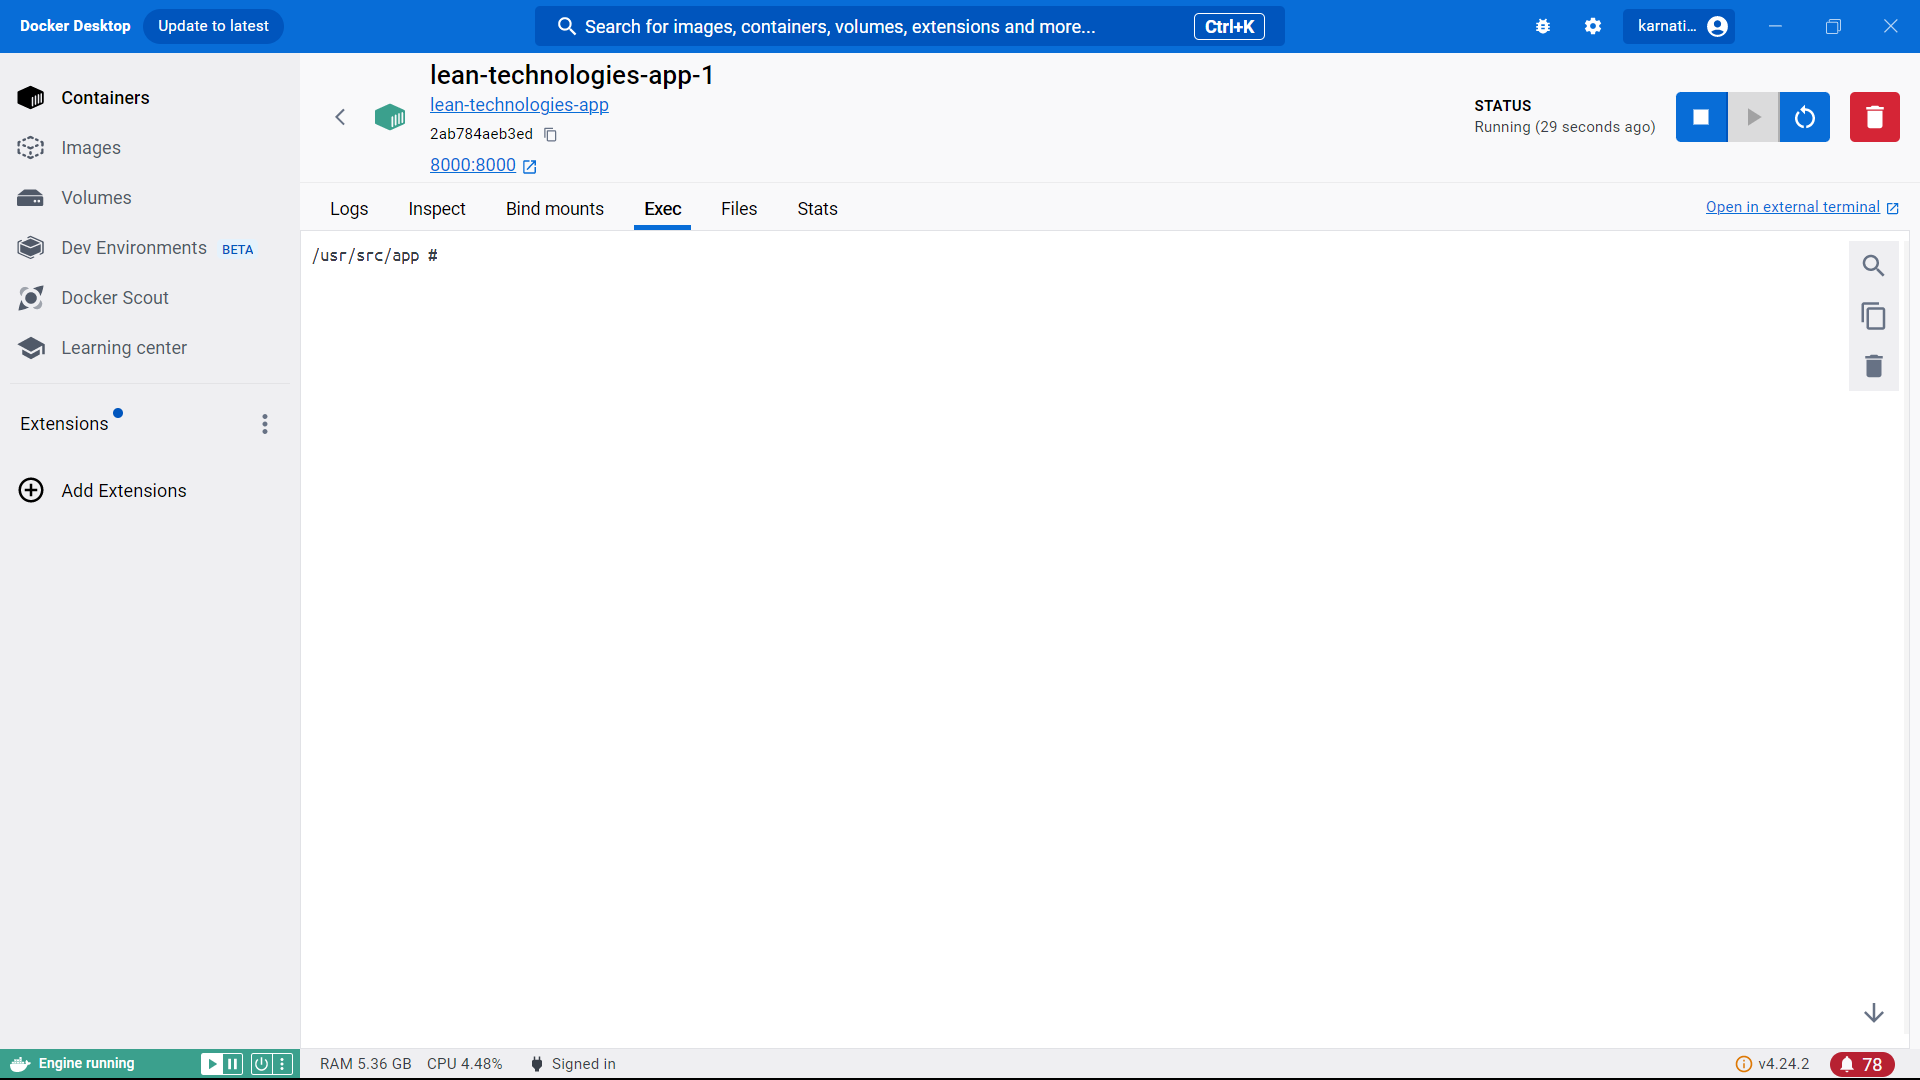 Docker Desktop
Update to latest
Search for images, containers, volumes, extensions and more...
Ctrl+K
karnati...
Containers
Images
Volumes
Dev Environments BETA
Docker Scout
Learning center
Extensions
Add Extensions
lean-technologies-app-1
lean-technologies-app
2ab784aeb3ed
8000:8000
STATUS
Running (29 seconds ago)
Logs Inspect Bind mounts Exec Files Stats
Open in external terminal
/usr/src/app #
Engine running
RAM 5.36 GB CPU 4.48% Signed in
v4.24.2
78